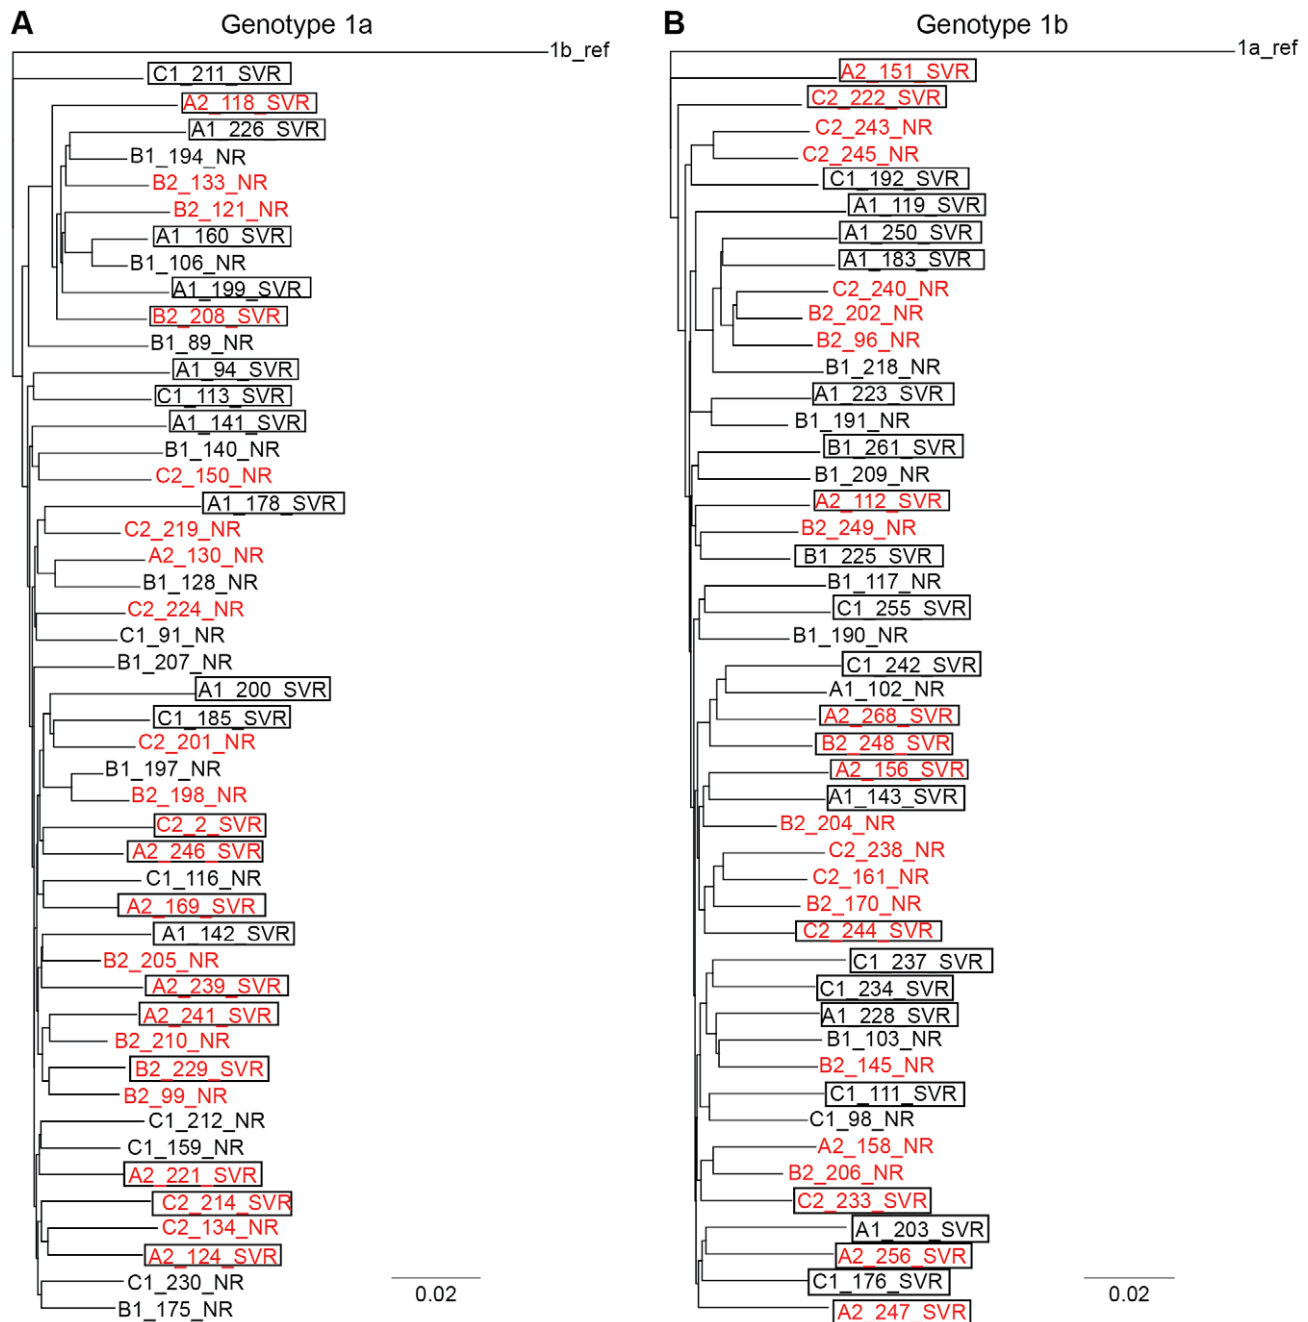 A
Genotype 1a
1b_ref
C1_211_SVR
A2_118_SVR
A1_226_SVR
B1_194_NR
B2_133_NR
B2_121_NR
A1_160_SVR
B1_106_NR
A1_199_SVR
B2_208_SVR
B1_89_NR
A1_94_SVR
C1_113_SVR
A1_141_SVR
B1_140_NR
C2_150_NR
A1_178_SVR
C2_219_NR
A2_130_NR
B1_128_NR
C2_224_NR
C1_91_NR
B1_207_NR
A1_200_SVR
C1_185_SVR
C2_201_NR
B1_197_NR
B2_198_NR
C2_2_SVR
A2_246_SVR
C1_116_NR
A2_169_SVR
A1_142_SVR
B2_205_NR
A2_239_SVR
A2_241_SVR
B2_210_NR
B2_229_SVR
B2_99_NR
C1_212_NR
C1_159_NR
A2_221_SVR
C2_214_SVR
C2_134_NR
A2_124_SVR
C1_230_NR
B1_175_NR
0.02
B
Genotype 1b
1a_ref
A2_151_SVR
C2_222_SVR
C2_243_NR
C2_245_NR
C1_192_SVR
A1_119_SVR
A1_250_SVR
A1_183_SVR
C2_240_NR
B2_202_NR
B2_96_NR
B1_218_NR
A1_223_SVR
B1_191_NR
B1_261_SVR
B1_209_NR
A2_112_SVR
B2_249_NR
B1_225_SVR
B1_117_NR
C1_255_SVR
B1_190_NR
C1_242_SVR
A1_102_NR
A2_268_SVR
B2_248_SVR
A2_156_SVR
A1_143_SVR
B2_204_NR
C2_238_NR
C2_161_NR
B2_170_NR
C2_244_SVR
C1_237_SVR
C1_234_SVR
A1_228_SVR
B1_103_NR
B2_145_NR
C1_111_SVR
C1_98_NR
A2_158_NR
B2_206_NR
C2_233_SVR
A1_203_SVR
A2_256_SVR
C1_176_SVR
A2_247_SVR
0.02